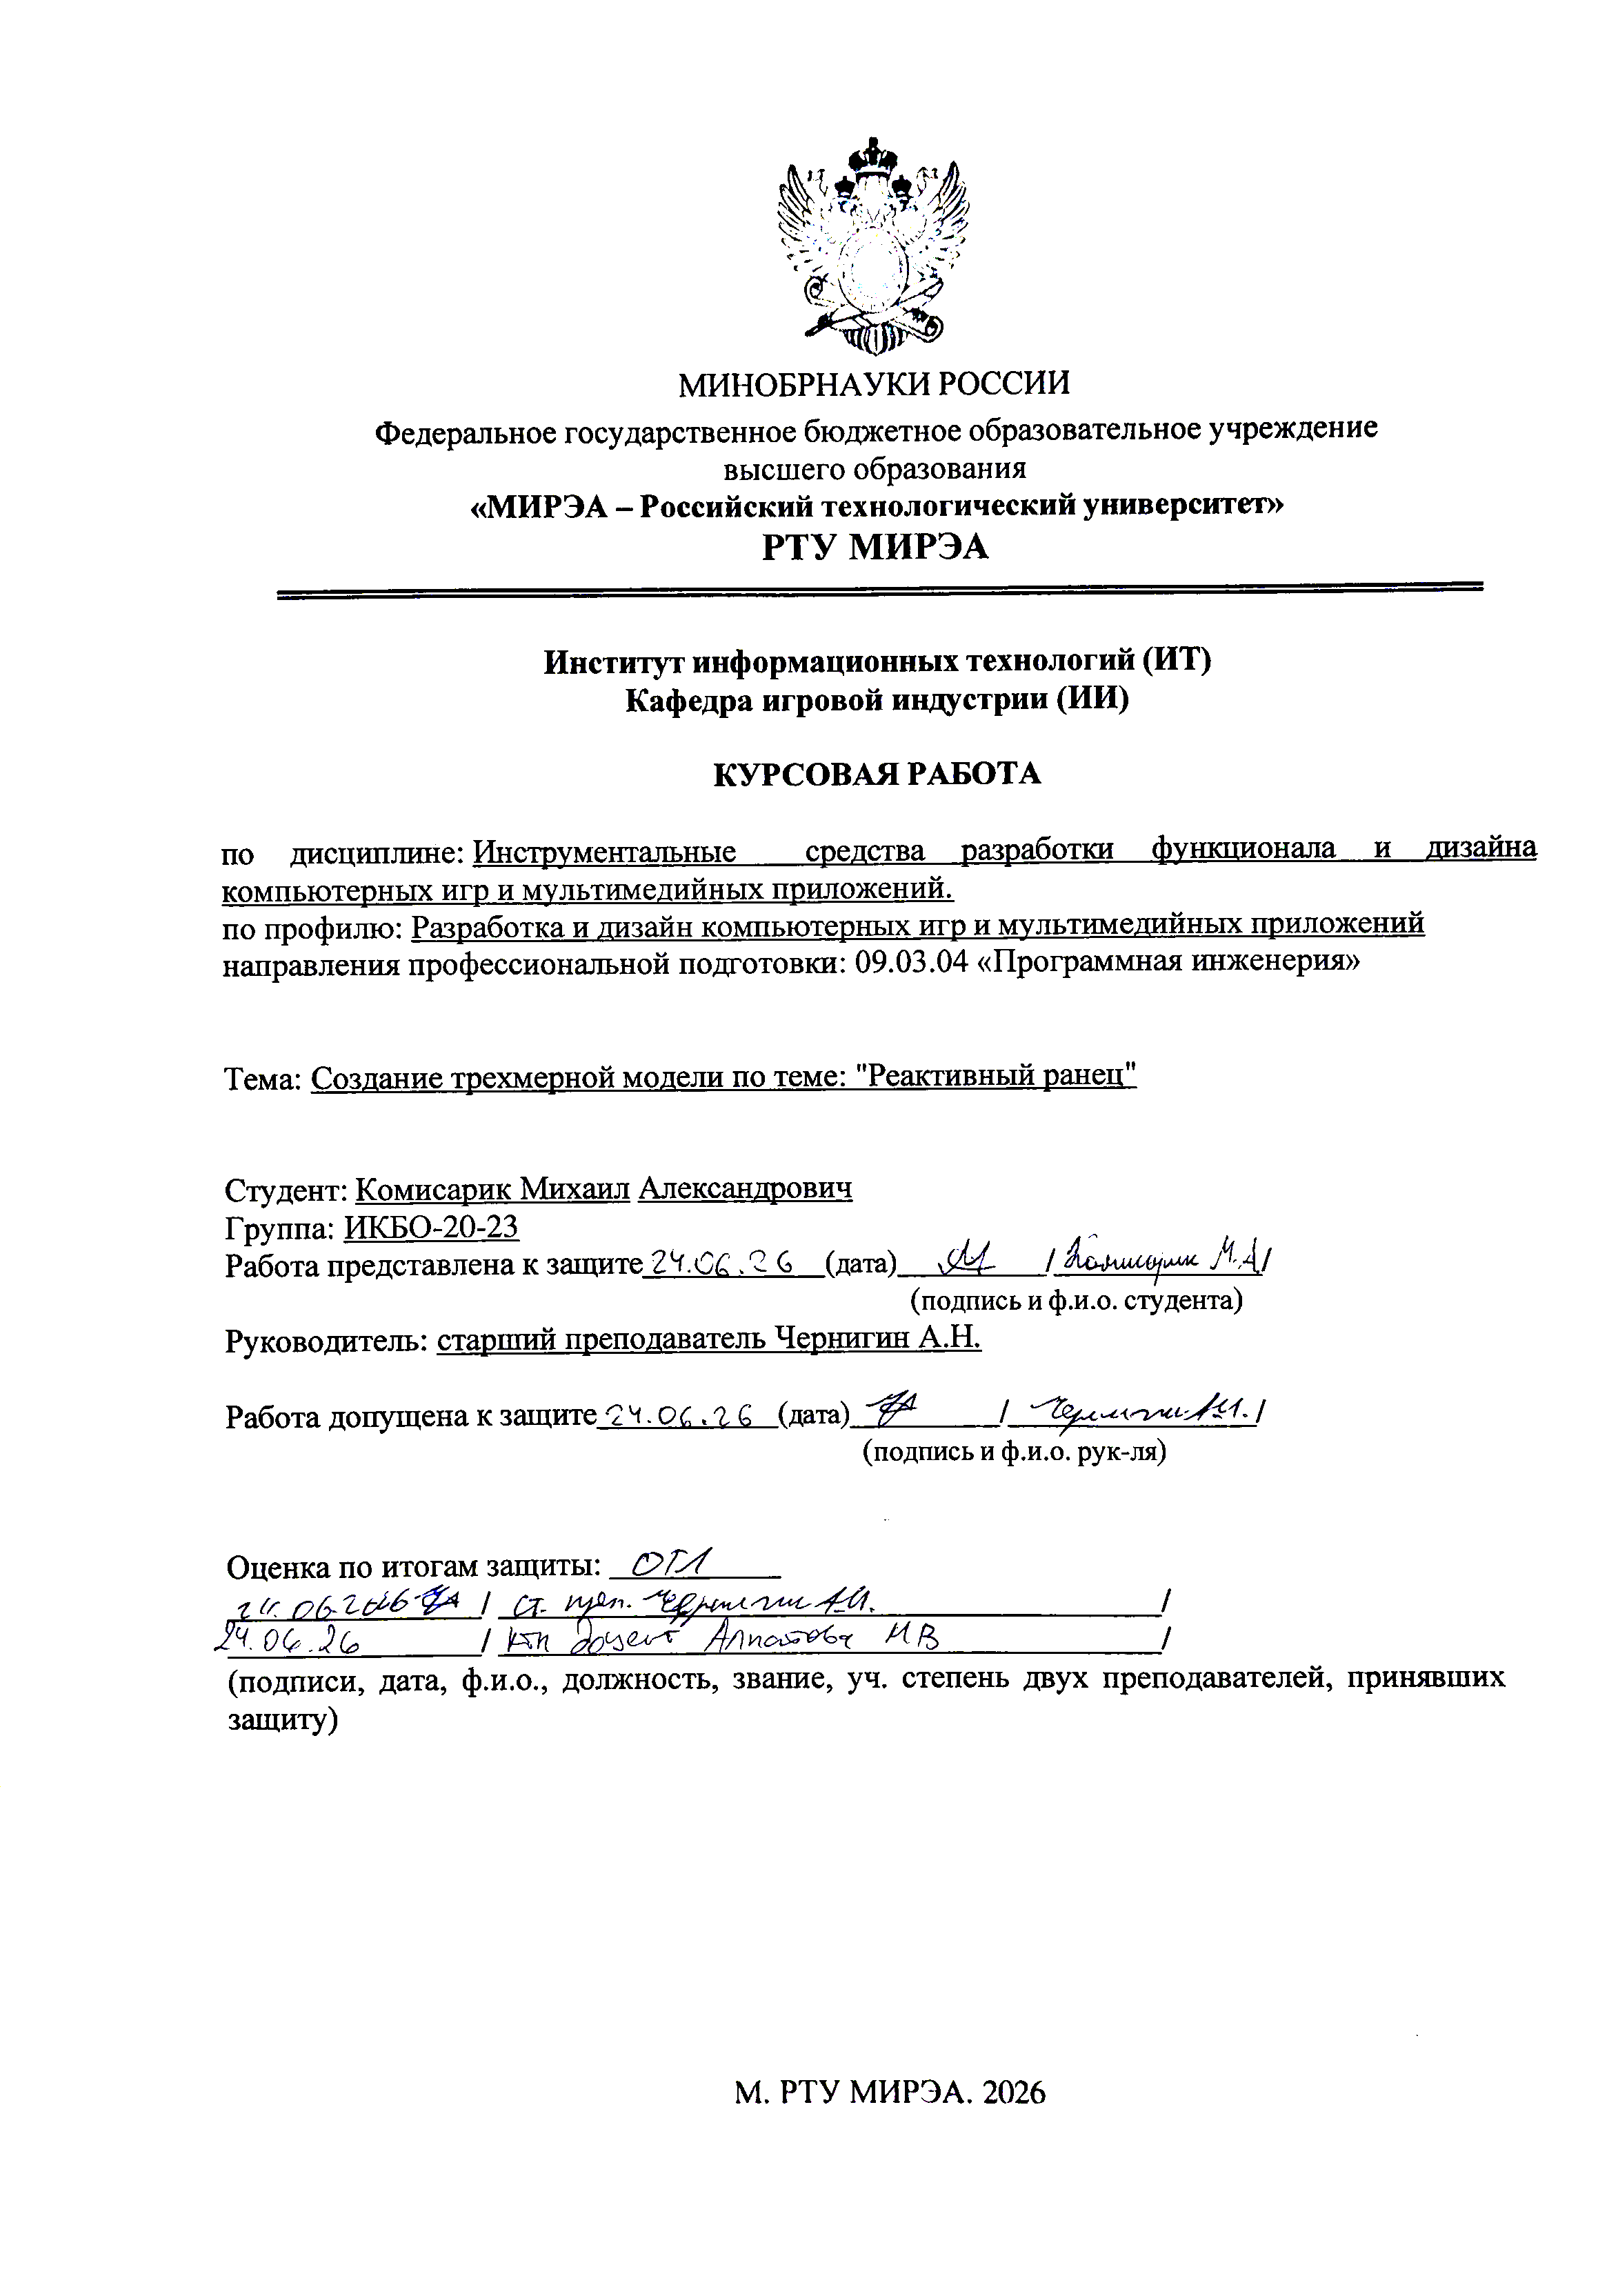 МИНОБРНАУКИ РОССИИ
Федеральное государственное бюджетное образовательное учреждение
высшего образования
«МИРЭА – Российский технологический университет»
РТУ МИРЭА
Институт информационных технологий (ИТ)
Кафедра игровой индустрии (ИИ)
КУРСОВАЯ РАБОТА
по дисциплине: Инструментальные средства разработки функционала и дизайна
компьютерных игр и мультимедийных приложений.
по профилю: Разработка и дизайн компьютерных игр и мультимедийных приложений
направления профессиональной подготовки: 09.03.04 «Программная инженерия»
Тема: Создание трехмерной модели по теме: "Реактивный ранец"
Студент: Комисарик Михаил Александрович
Группа: ИКБО-20-23
Работа представлена к защите 24.06.26 (дата) / Комисарик М.А/
(подпись и ф.и.о. студента)
Руководитель: старший преподаватель Чернигин А.Н.
Работа допущена к защите 24.06.26 (дата) / Чернигин А.Н. /
(подпись и ф.и.о. рук-ля)
Оценка по итогам защиты: ОТЛ
24.06.2026 / ст. преп. Чернигин А.Н. /
24.06.26 / ктн доцент Алпатова М В /
(подписи, дата, ф.и.о., должность, звание, уч. степень двух преподавателей, принявших
защиту)
М. РТУ МИРЭА. 2026